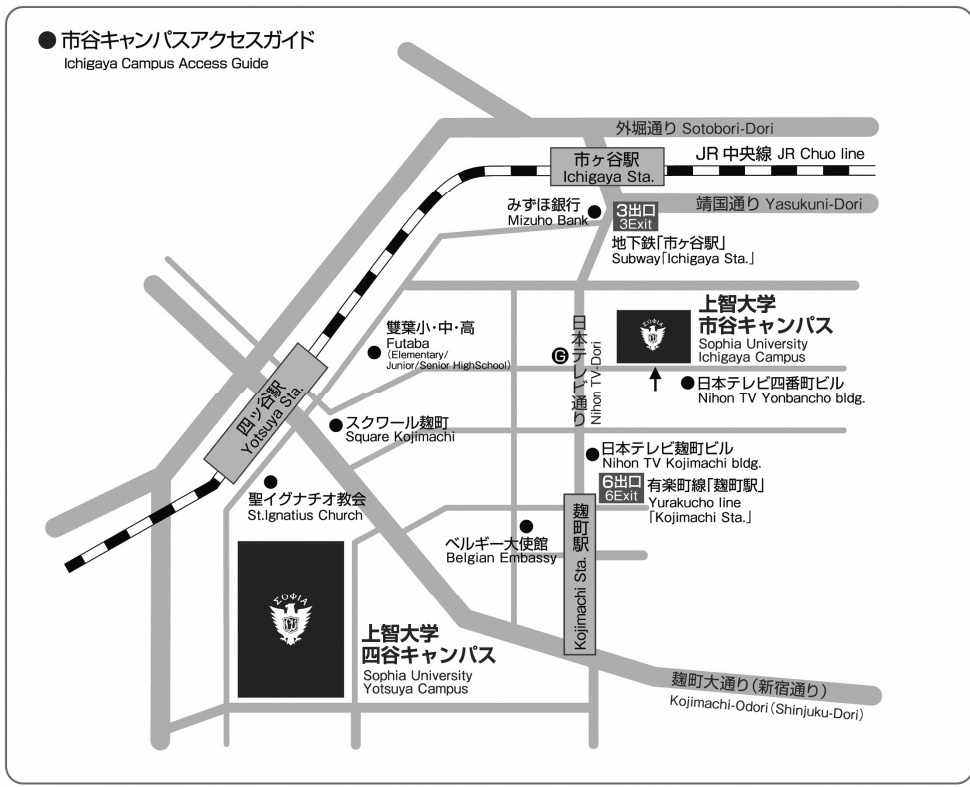 ●市谷キャンパスアクセスガイド
Ichigaya Campus Access Guide
外堀通り Sotobori-Dori
市ヶ谷駅
Ichigaya Sta.
JR 中央線 JR Chuo line
靖国通り Yasukuni-Dori
みずほ銀行
Mizuho Bank
3出口
3Exit
地下鉄「市ヶ谷駅」
Subway「Ichigaya Sta.」
上智大学
市谷キャンパス
Sophia University
Ichigaya Campus
ΣΟΦΙΑ
雙葉小・中・高
Futaba
(Elementary/
Junior/Senior HighSchool)
G
日本テレビ通り
Nihon TV-Dori
日本テレビ四番町ビル
Nihon TV Yonbancho bldg.
四ッ谷駅
Yotsuya Sta.
スクワール麹町
Square Kojimachi
日本テレビ麹町ビル
Nihon TV Kojimachi bldg.
6出口
6Exit
有楽町線「麹町駅」
Yurakucho line
「Kojimachi Sta.」
聖イグナチオ教会
St.Ignatius Church
麹町駅
Kojimachi Sta.
ベルギー大使館
Belgian Embassy
ΣΟΦΙΑ
上智大学
四谷キャンパス
Sophia University
Yotsuya Campus
麹町大通り(新宿通り)
Kojimachi-Odori(Shinjuku-Dori)